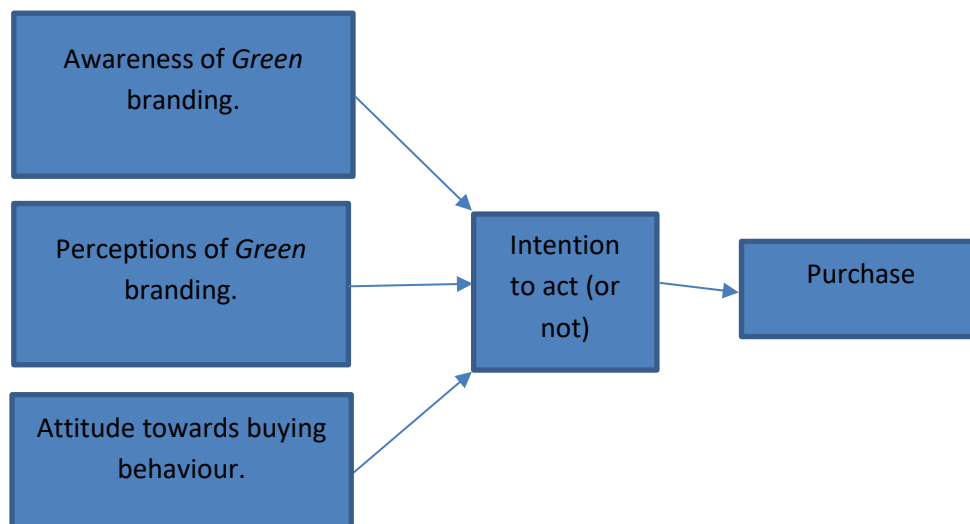 Awareness of Green
branding.
Perceptions of Green
branding.
Attitude towards buying
behaviour.
Intention
to act (or
not)
Purchase